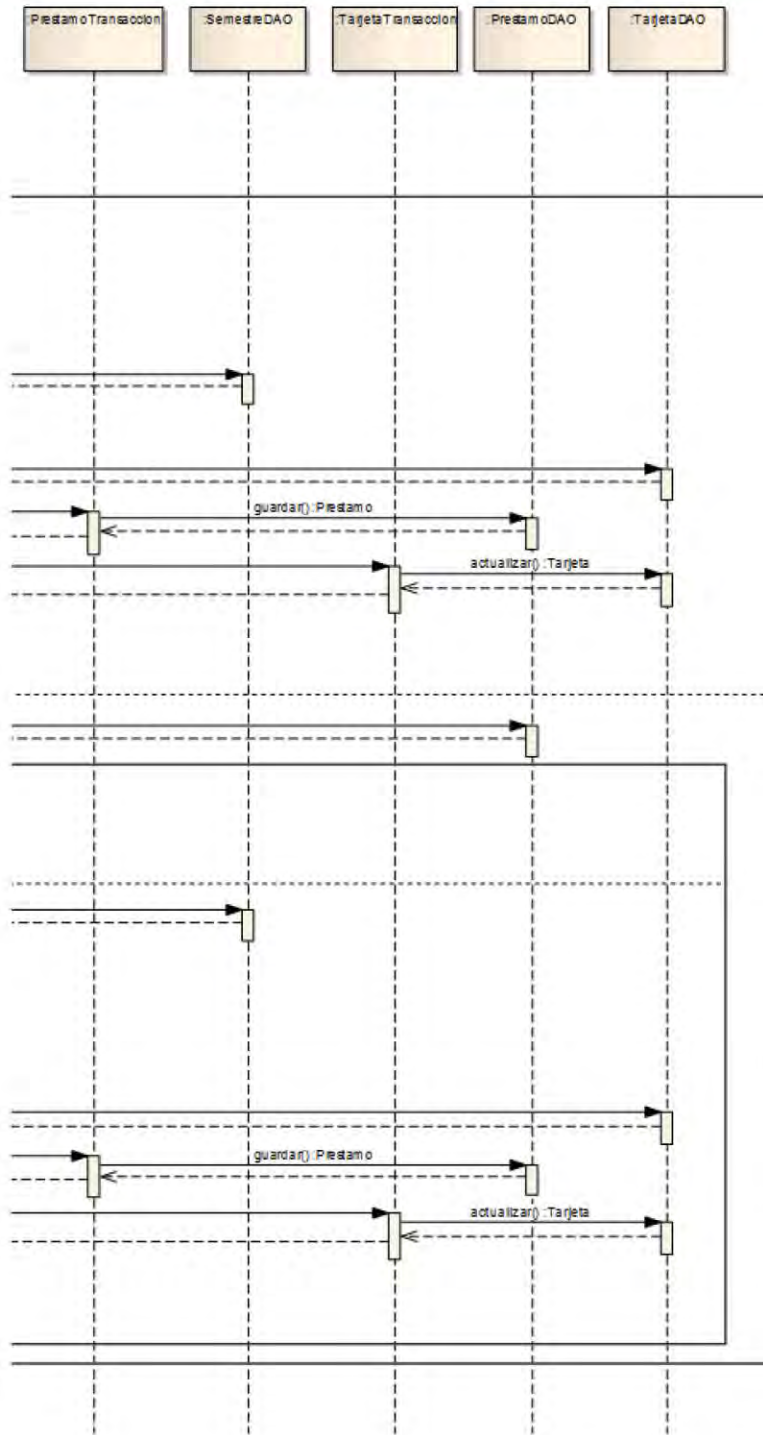 :PrestamoTransaccion
:SemestreDAO
:TarjetaTransaccion
:PrestamoDAO
:TarjetaDAO
guardar() :Prestamo
actualizar() :Tarjeta
guardar() :Prestamo
actualizar() :Tarjeta